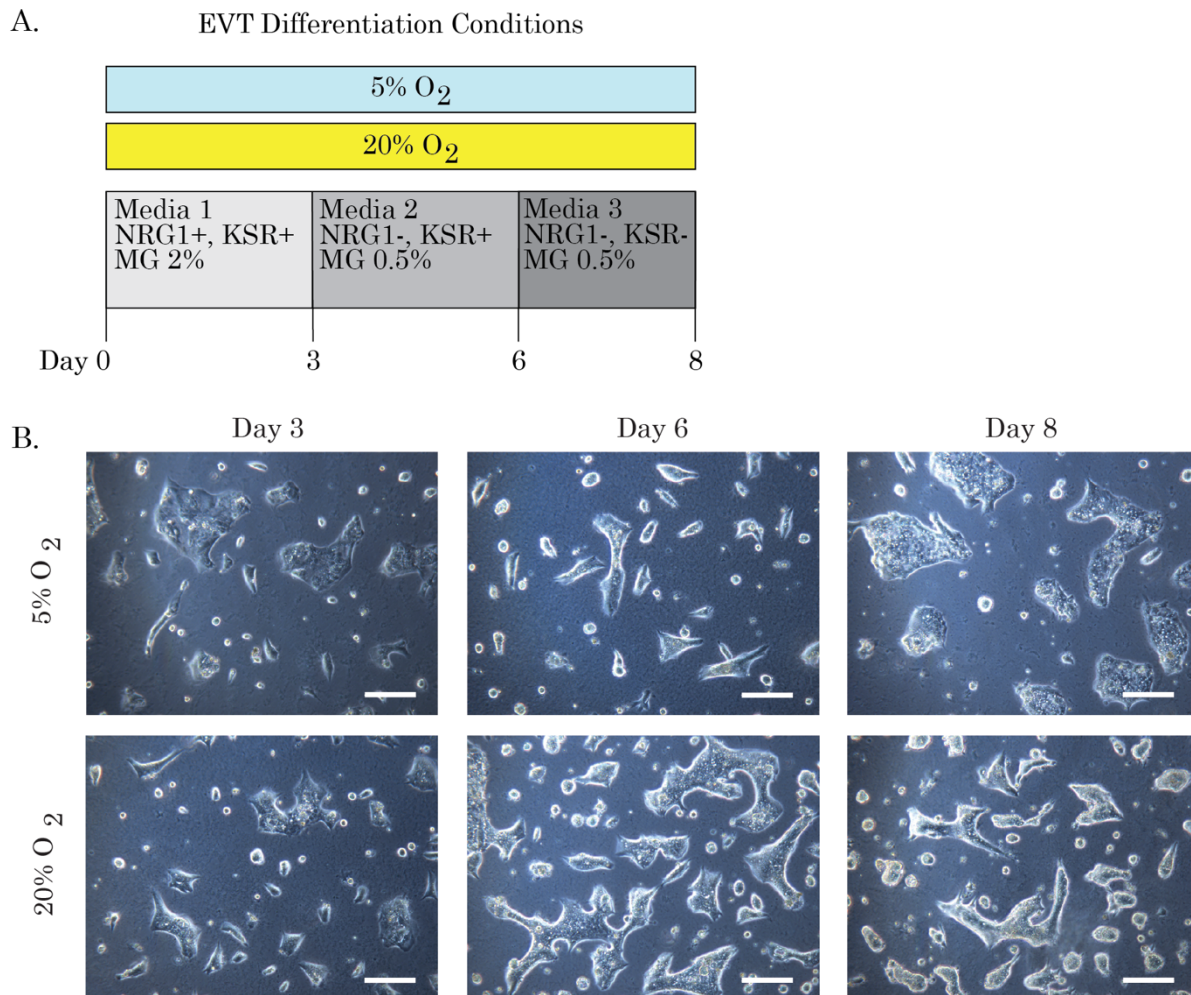 A.
EVT Differentiation Conditions
5% O2
20% O2
Media 1
NRG1+, KSR+
MG 2%
Media 2
NRG1-, KSR+
MG 0.5%
Media 3
NRG1-, KSR-
MG 0.5%
Day 0
3
6
8
B.
Day 3
Day 6
Day 8
5% O2
20% O2